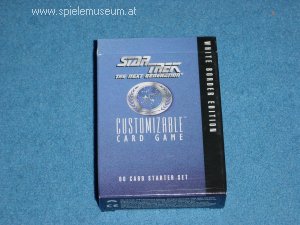 www.spielemuseum.at
STAR TREK
THE NEXT GENERATION
CUSTOMIZABLE
CARD GAME
60 CARD STARTER SET
WHITE BORDER EDITION